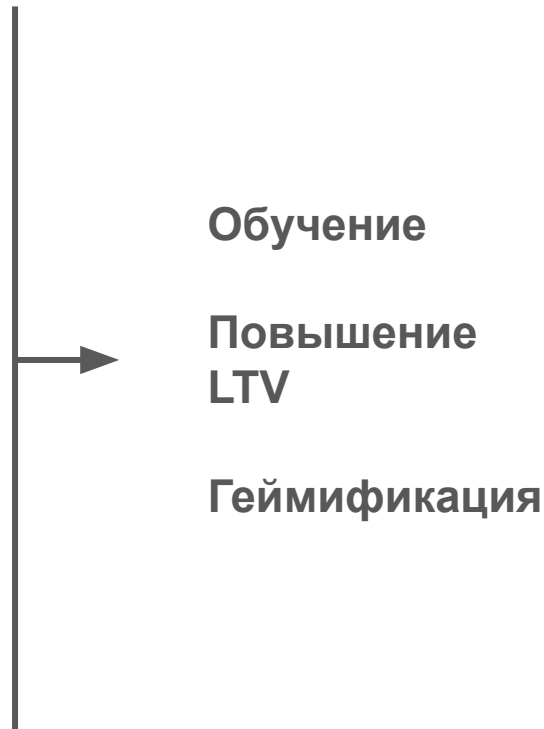 Обучение
Повышение
LTV
Геймификация